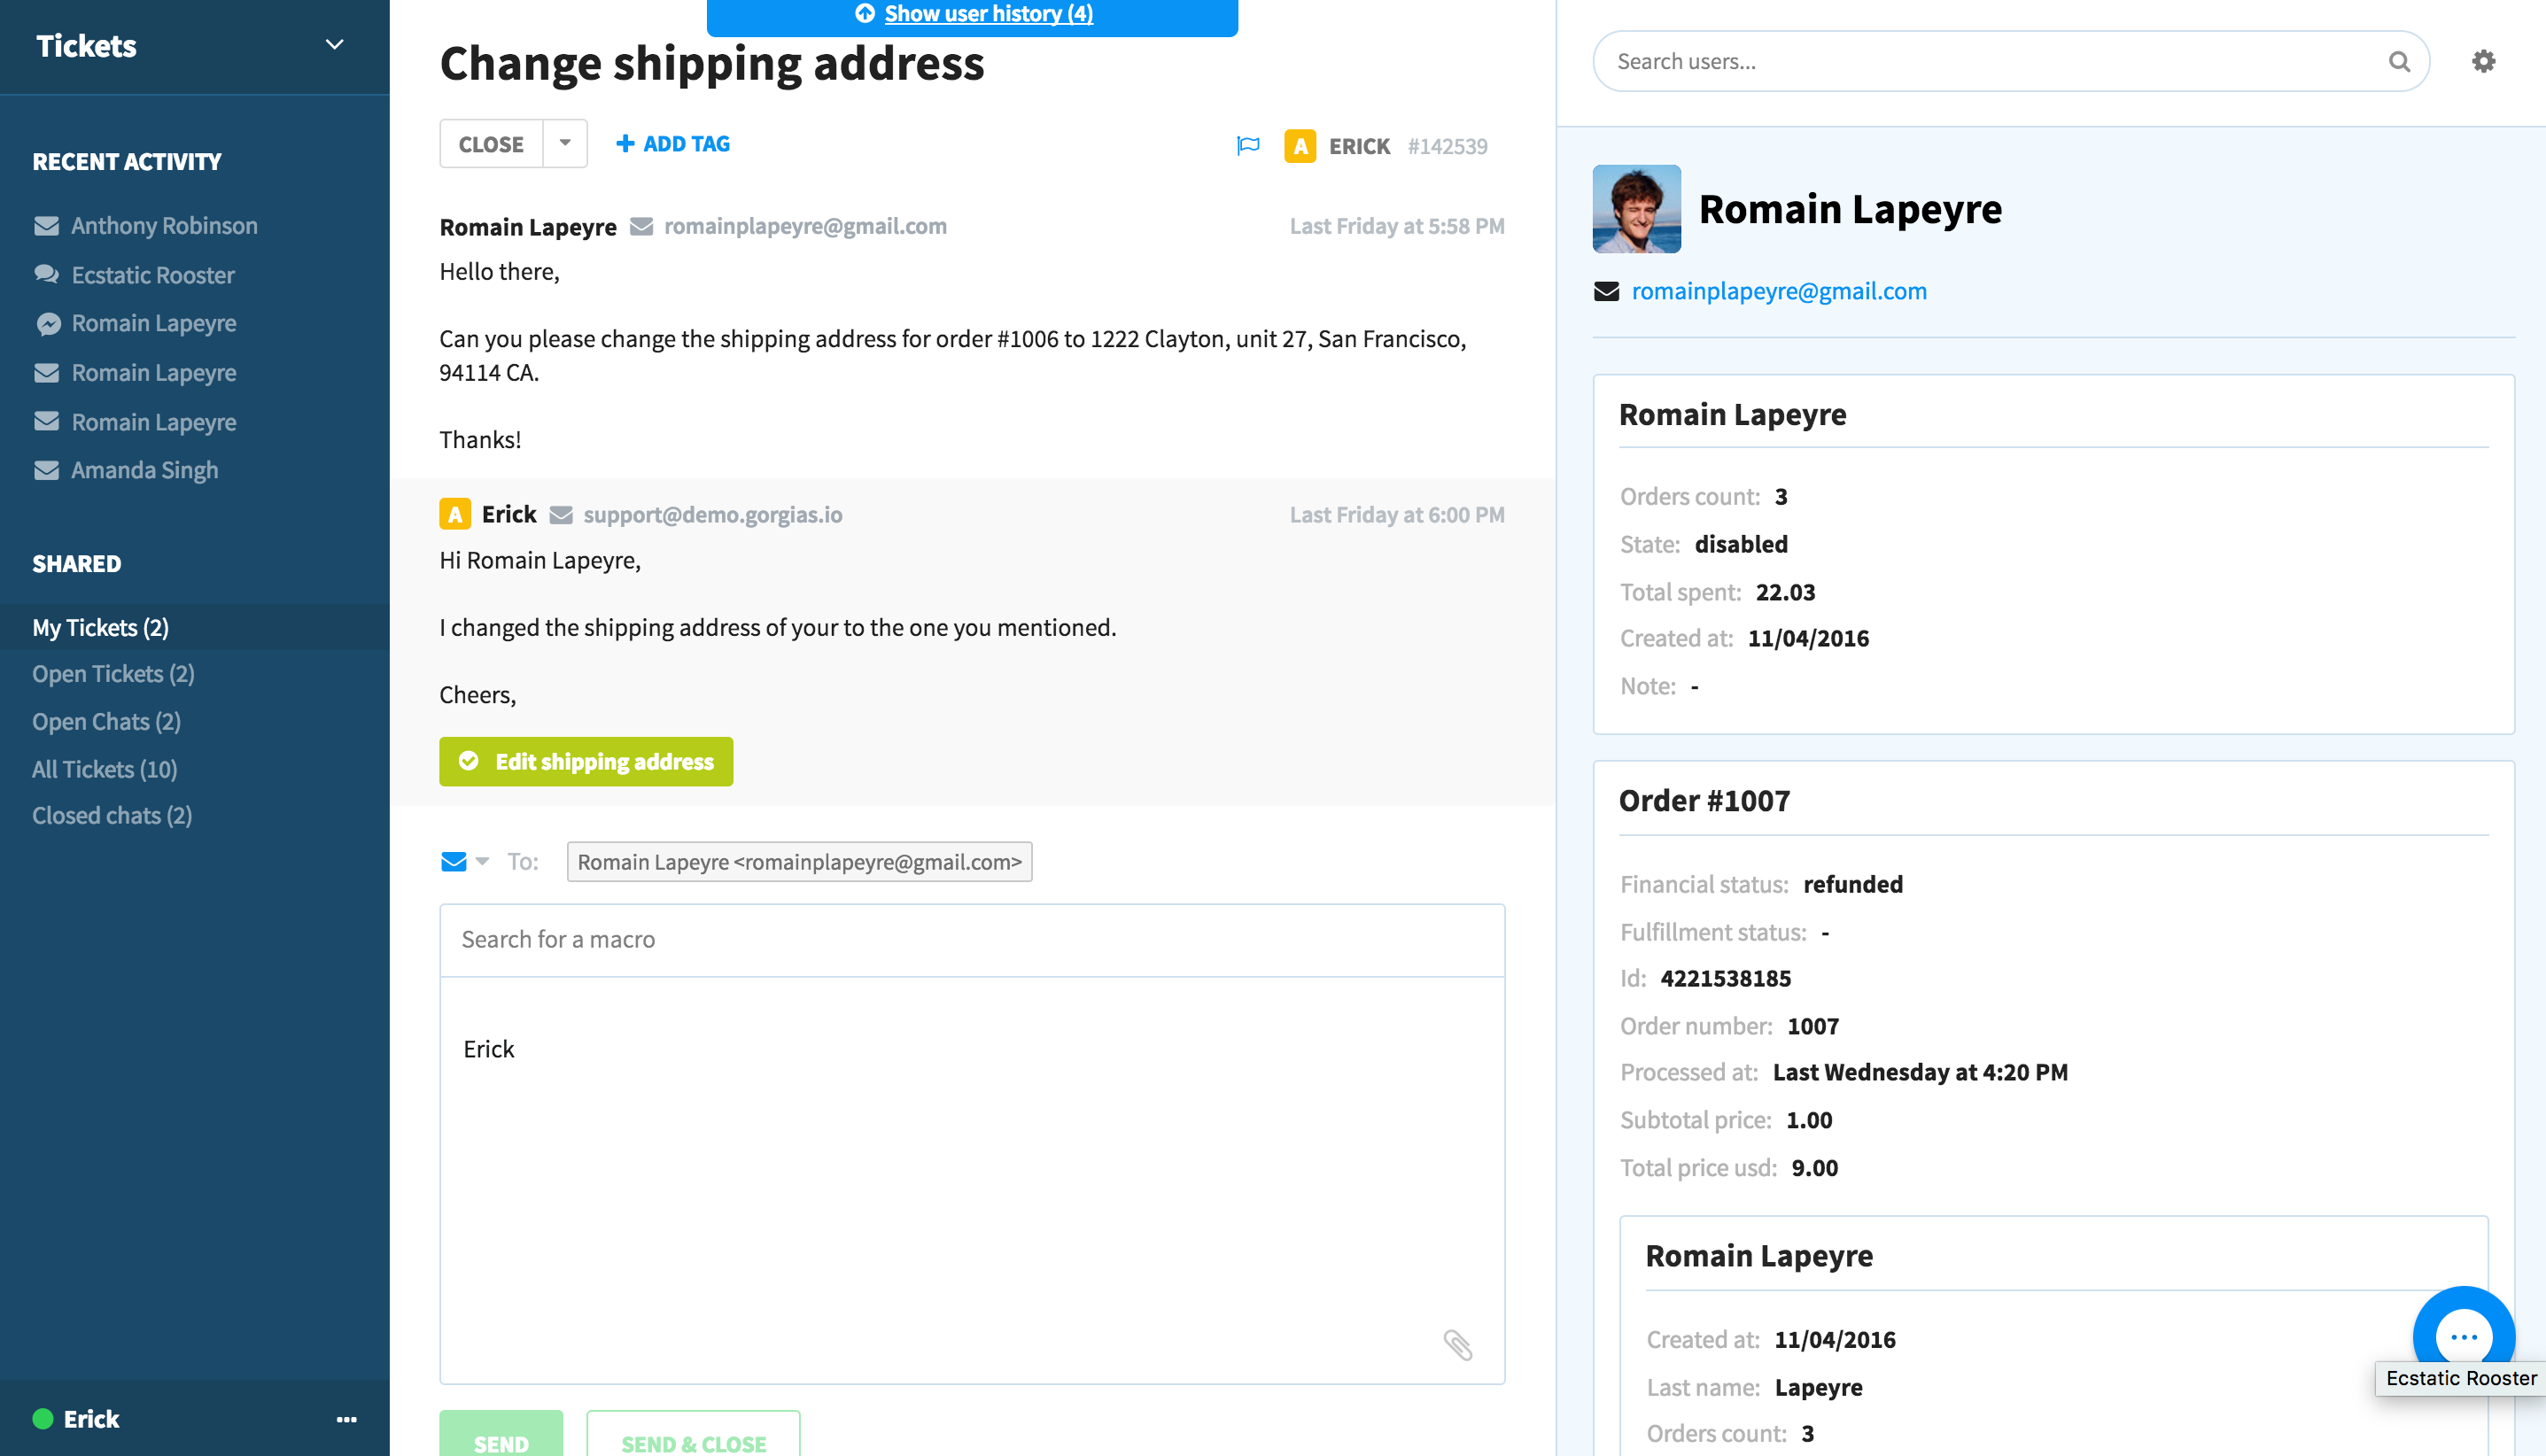 Tickets
RECENT ACTIVITY
Anthony Robinson
Ecstatic Rooster
Romain Lapeyre
Romain Lapeyre
Romain Lapeyre
Amanda Singh
SHARED
My Tickets (2)
Open Tickets (2)
Open Chats (2)
All Tickets (10)
Closed chats (2)
Erick
Show user history (4)
Change shipping address
CLOSE
ADD TAG
A ERICK #142539
Romain Lapeyre romainplapeyre@gmail.com Last Friday at 5:58 PM
Hello there,
Can you please change the shipping address for order #1006 to 1222 Clayton, unit 27, San Francisco,
94114 CA.
Thanks!
A Erick support@demo.gorgias.io Last Friday at 6:00 PM
Hi Romain Lapeyre,
I changed the shipping address of your to the one you mentioned.
Cheers,
Edit shipping address
To: Romain Lapeyre <romainplapeyre@gmail.com>
Search for a macro
Erick
SEND SEND & CLOSE
Search users...
Romain Lapeyre
romainplapeyre@gmail.com
Romain Lapeyre
Orders count: 3
State: disabled
Total spent: 22.03
Created at: 11/04/2016
Note: -
Order #1007
Financial status: refunded
Fulfillment status: -
Id: 4221538185
Order number: 1007
Processed at: Last Wednesday at 4:20 PM
Subtotal price: 1.00
Total price usd: 9.00
Romain Lapeyre
Created at: 11/04/2016
Last name: Lapeyre
Orders count: 3
Ecstatic Rooster